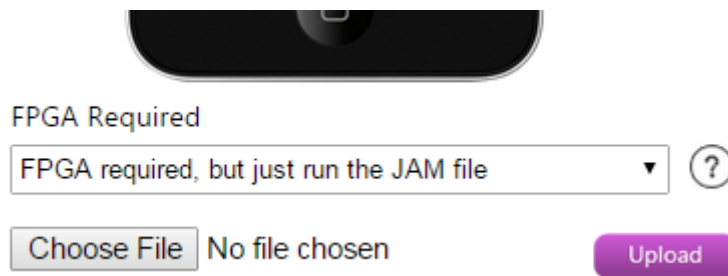 FPGA Required
FPGA required, but just run the JAM file
?
Choose File No file chosen
Upload